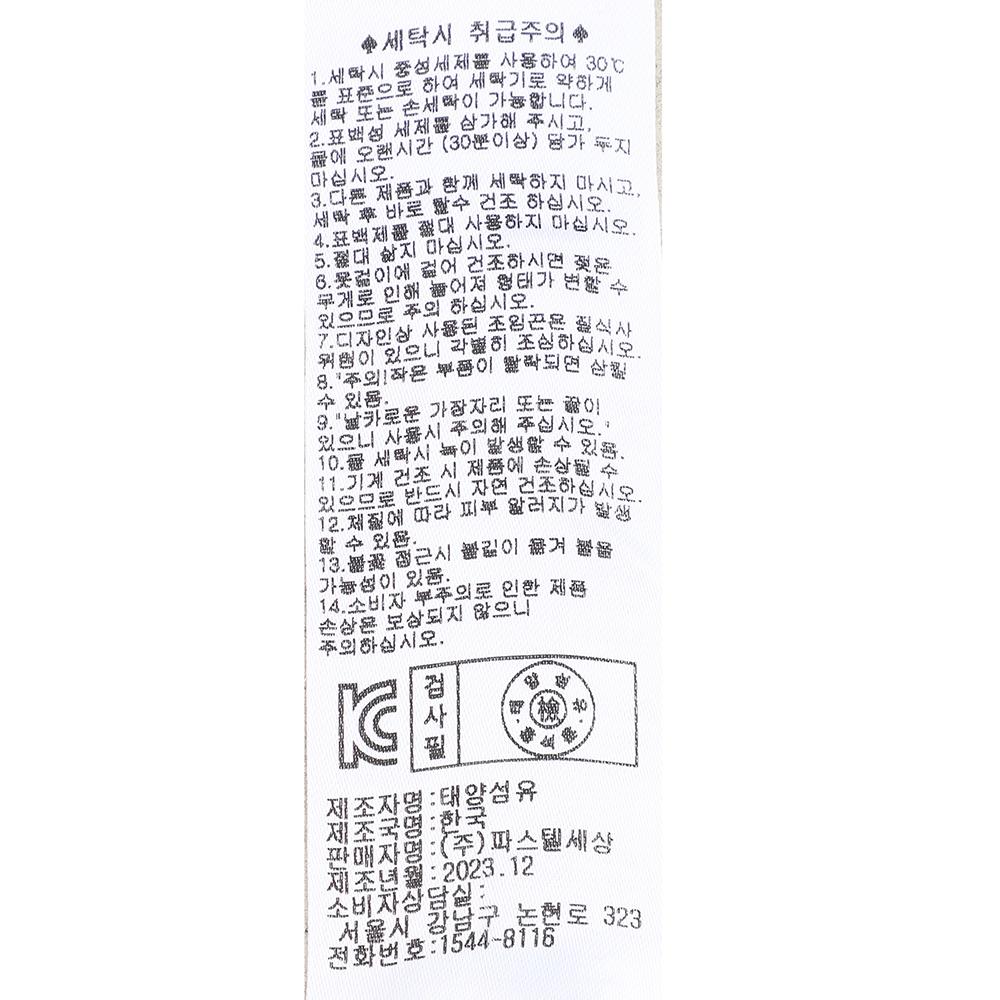 ♠세탁시 취급주의♠
1.세탁시 중성세제를 사용하여 30℃
를 표준으로 하여 세탁기로 약하게
세탁 또는 손세탁이 가능합니다.
2.표백성 세제를 삼가해 주시고,
물에 오랜시간 (30분이상) 담가 두지
마십시오.
3.다른 제품과 함께 세탁하지 마시고,
세탁 후 바로 탈수 건조 하십시오.
4.표백제를 절대 사용하지 마십시오.
5.절대 삶지 마십시오.
6.옷걸이에 걸어 건조하시면 젖은
무게로 인해 늘어져 형태가 변할 수
있으므로 주의 하십시오.
7.디자인상 사용된 조임끈은 질식사
위험이 있으니 각별히 조심하십시오.
8."주의!작은 부품이 탈락되면 삼킬
수 있음.
9."날카로운 가장자리 또는 끝이
있으니 사용시 주의해 주십시오."
10.물 세탁시 녹이 발생할 수 있음.
11.기계 건조 시 제품에 손상될 수
있으므로 반드시 자연 건조하십시오.
12.체질에 따라 피부 알러지가 발생
할 수 있음.
13.불꽃 접근시 불길이 옮겨 붙을
가능성이 있음.
14.소비자 부주의로 인한 제품
손상은 보상되지 않으니
주의하십시오.
KC
검사필
檢
제조자명:태양섬유
제조국명:한국
판매자명:(주)파스텔세상
제조년월:2023.12
소비자상담실:
서울시 강남구 논현로 323
전화번호:1544-8116